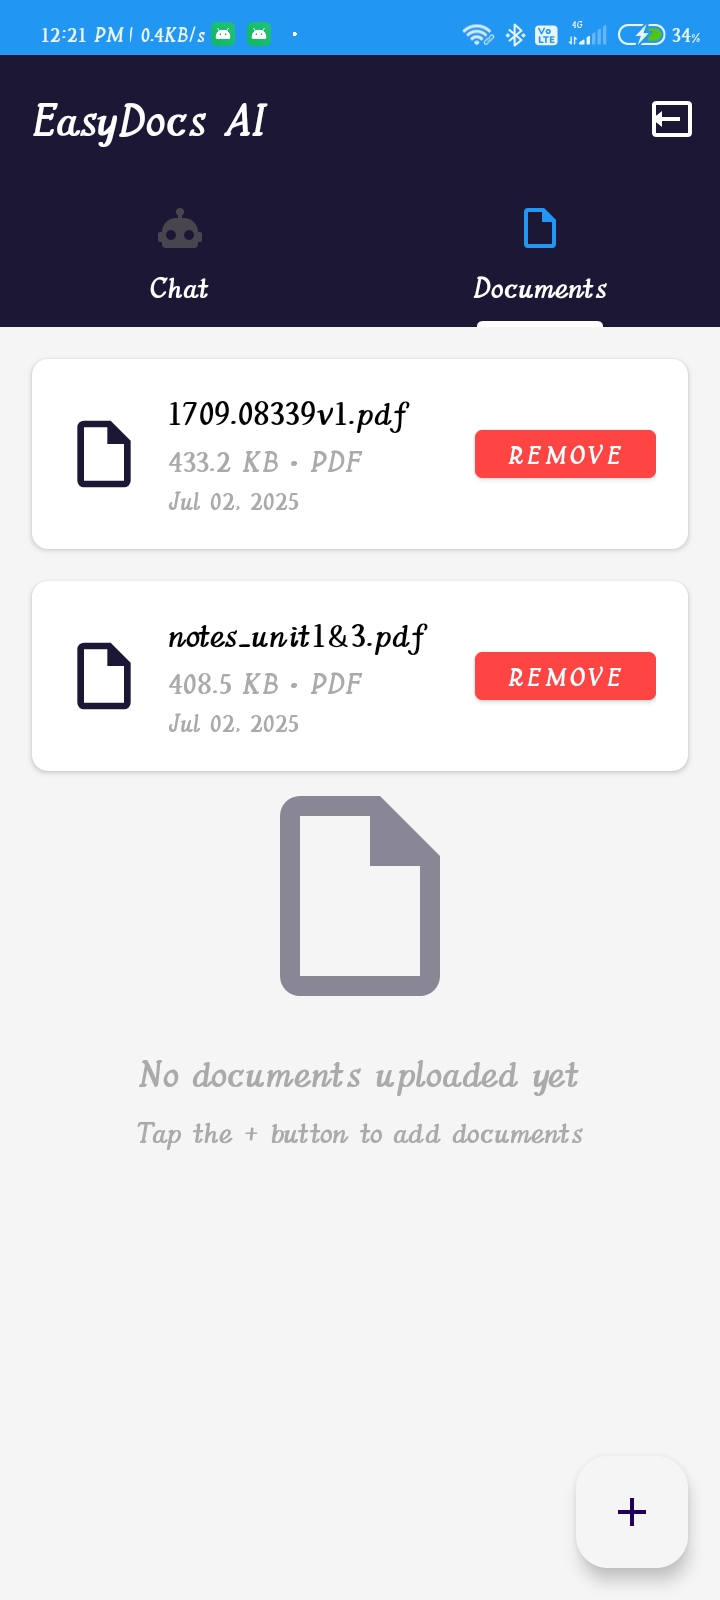 12:21 PM | 0.4KB/s
Vo LTE
4G
34%
EasyDocs AI
Chat
Documents
1709.08339v1.pdf
433.2 KB • PDF
Jul 02, 2025
REMOVE
notes_unit1&3.pdf
408.5 KB • PDF
Jul 02, 2025
REMOVE
No documents uploaded yet
Tap the + button to add documents
+